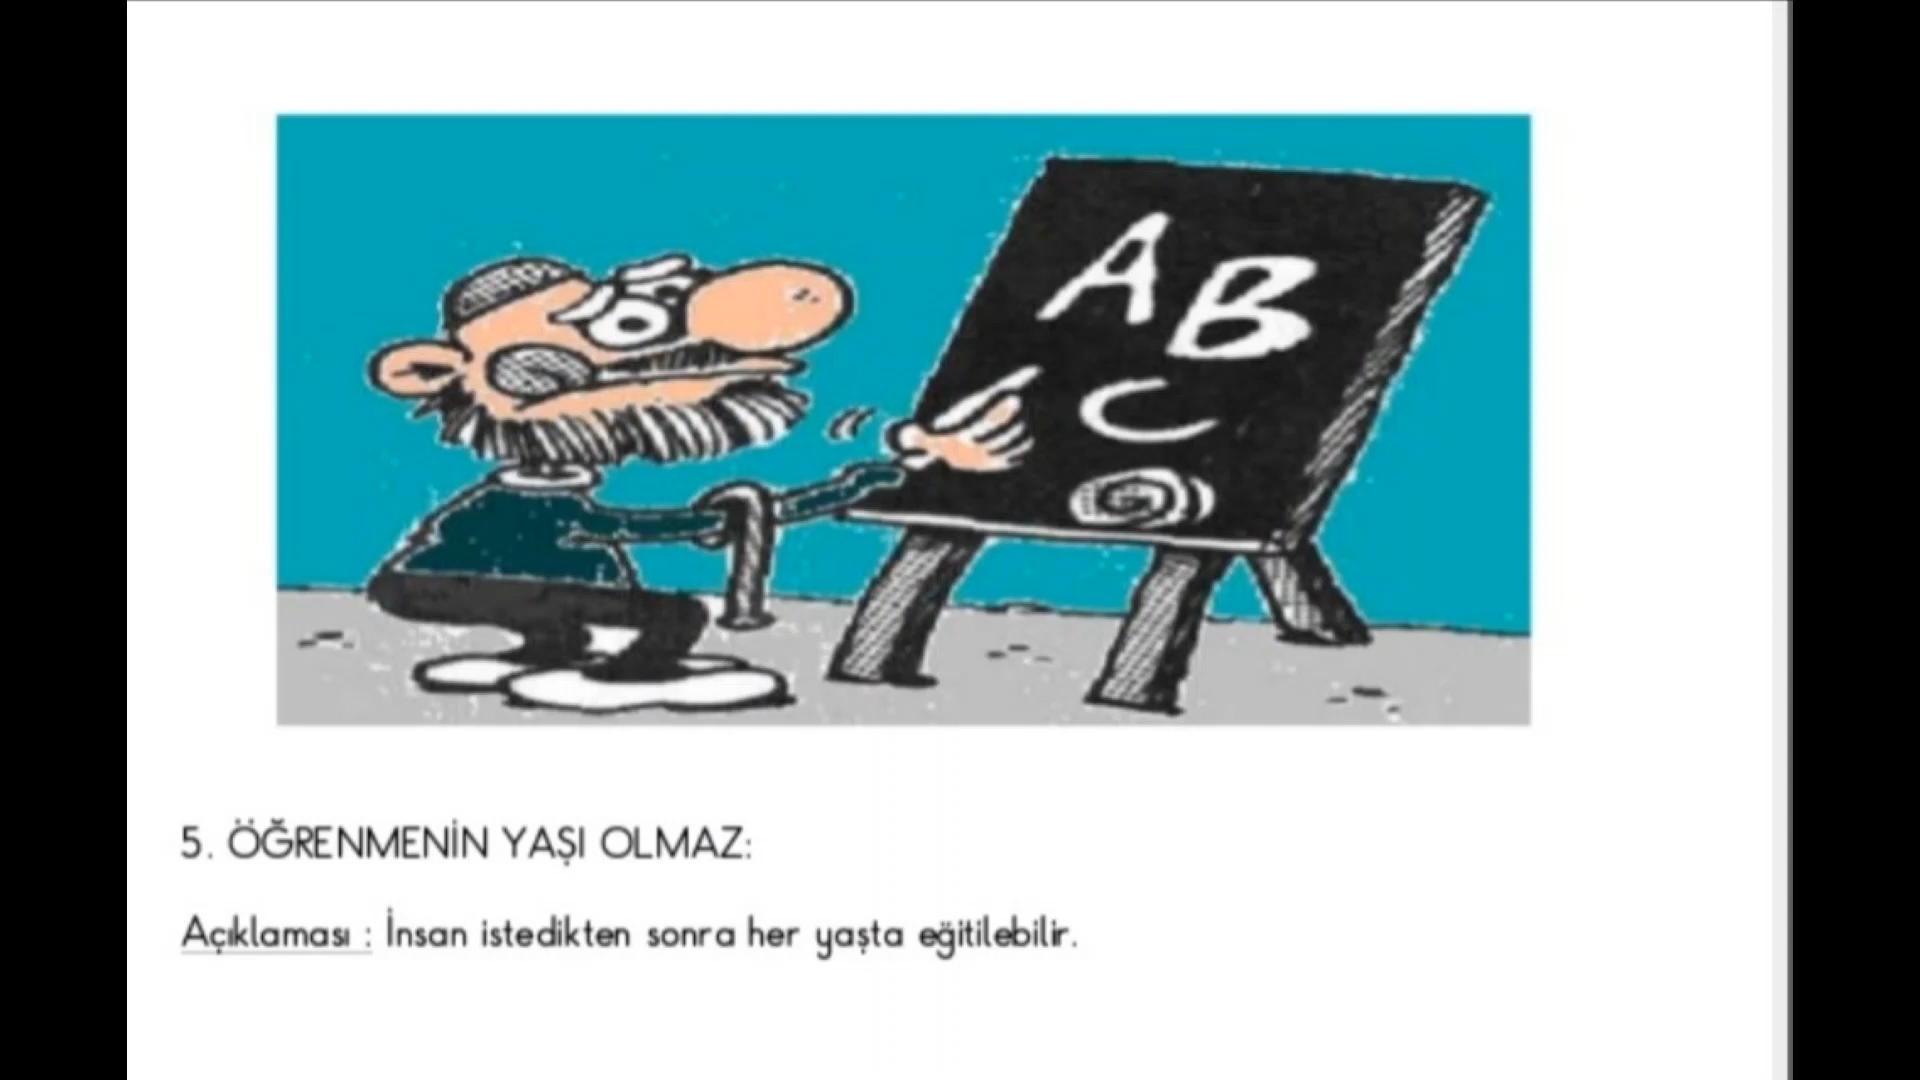 A B
C
5. ÖĞRENMENİN YAŞI OLMAZ:
Açıklaması : İnsan istedikten sonra her yaşta eğitilebilir.